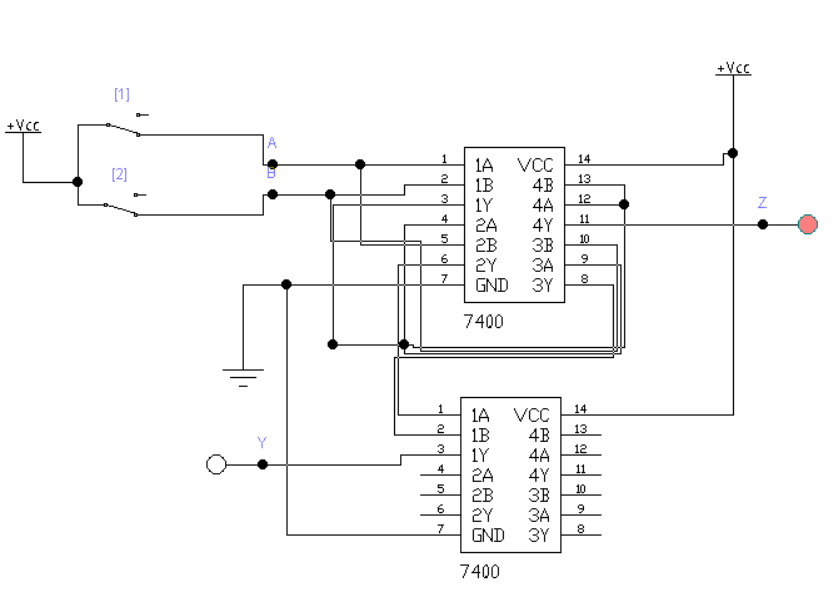 +Vcc
[1]
+Vcc
A
[2]
B
1 1A VCC 14
2 1B 4B 13
3 1Y 4A 12
4 2A 4Y 11
5 2B 3B 10
6 2Y 3A 9
7 GND 3Y 8
Z
7400
1 1A VCC 14
2 1B 4B 13
3 1Y 4A 12
4 2A 4Y 11
5 2B 3B 10
6 2Y 3A 9
7 GND 3Y 8
Y
7400